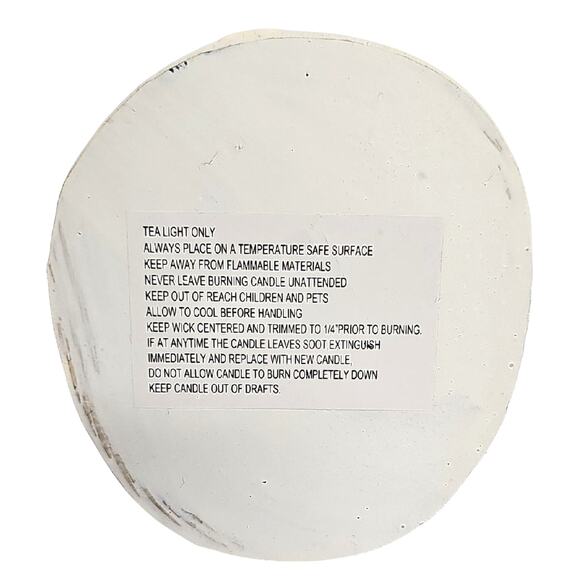 TEA LIGHT ONLY
ALWAYS PLACE ON A TEMPERATURE SAFE SURFACE
KEEP AWAY FROM FLAMMABLE MATERIALS
NEVER LEAVE BURNING CANDLE UNATTENDED
KEEP OUT OF REACH CHILDREN AND PETS
ALLOW TO COOL BEFORE HANDLING
KEEP WICK CENTERED AND TRIMMED TO 1/4"PRIOR TO BURNING.
IF AT ANYTIME THE CANDLE LEAVES SOOT EXTINGUISH
IMMEDIATELY AND REPLACE WITH NEW CANDLE,
DO NOT ALLOW CANDLE TO BURN COMPLETELY DOWN
KEEP CANDLE OUT OF DRAFTS.